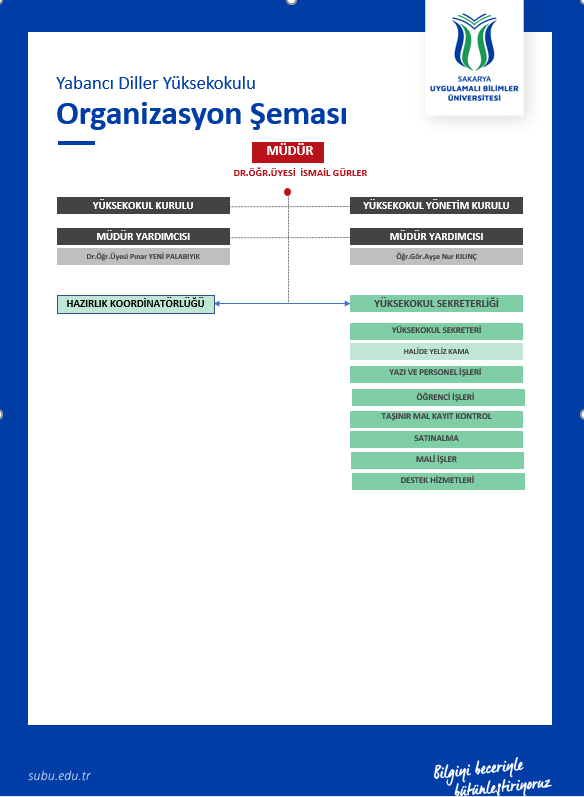 SAKARYA
UYGULAMALI BİLİMLER
ÜNİVERSİTESİ
Yabancı Diller Yüksekokulu
Organizasyon Şeması
MÜDÜR
DR.ÖĞR.ÜYESİ İSMAİL GÜRLER
YÜKSEKOKUL KURULU
YÜKSEKOKUL YÖNETİM KURULU
MÜDÜR YARDIMCISI
MÜDÜR YARDIMCISI
Dr.Öğr.Üyesi Pınar YENİ PALABIYIK
Öğr.Gör.Ayşe Nur KILINÇ
HAZIRLIK KOORDİNATÖRLÜĞÜ
YÜKSEKOKUL SEKRETERLİĞİ
YÜKSEKOKUL SEKRETERİ
HALİDE YELİZ KAMA
YAZI VE PERSONEL İŞLERİ
ÖĞRENCİ İŞLERİ
TAŞINIR MAL KAYIT KONTROL
SATINALMA
MALİ İŞLER
DESTEK HİZMETLERİ
subu.edu.tr
Bilgiyi beceriyle
bütünleştiriyoruz